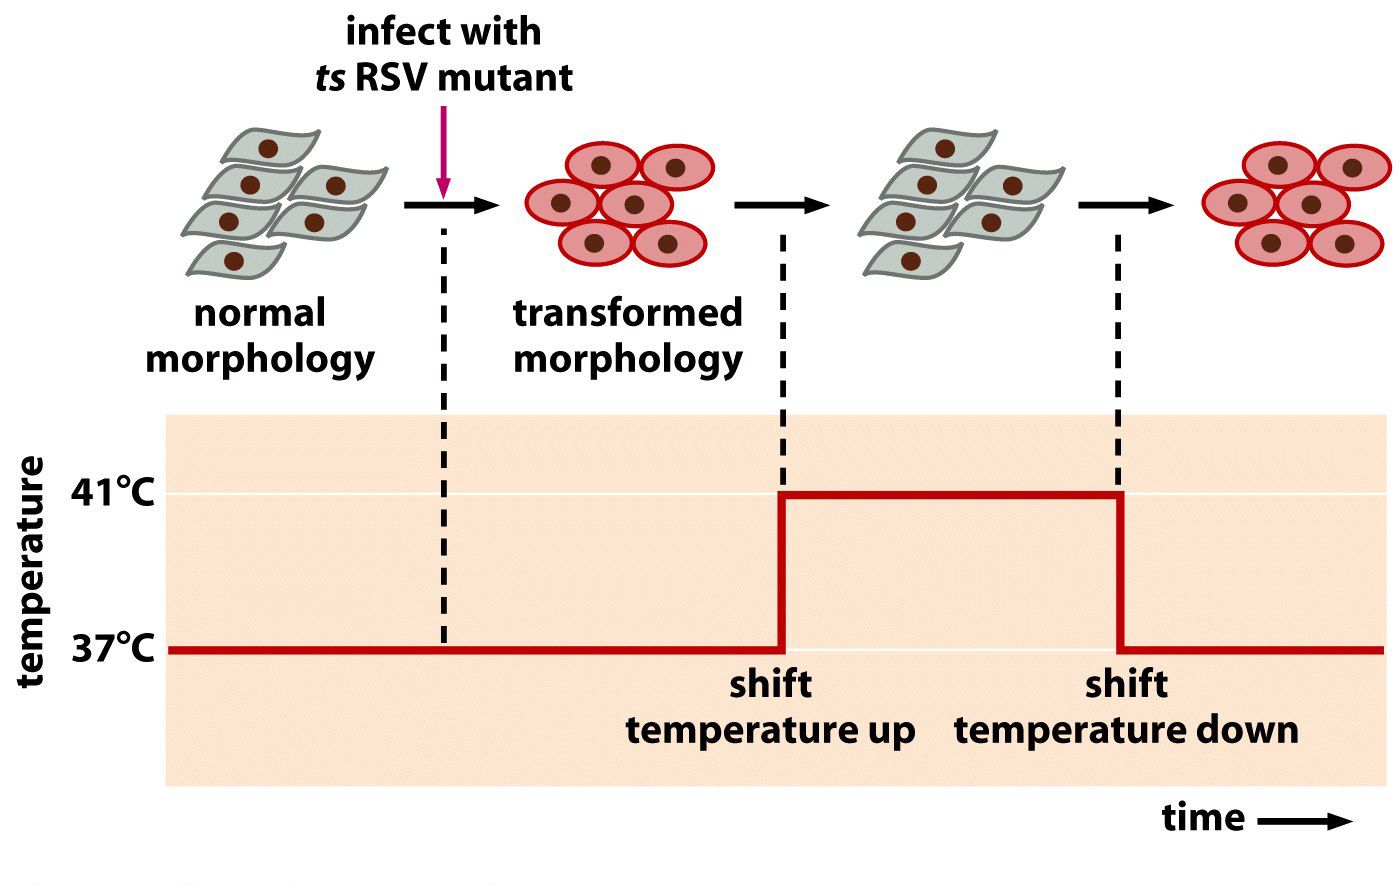 infect with
ts RSV mutant
normal
morphology
transformed
morphology
temperature
41°C
37°C
shift
temperature up
shift
temperature down
time